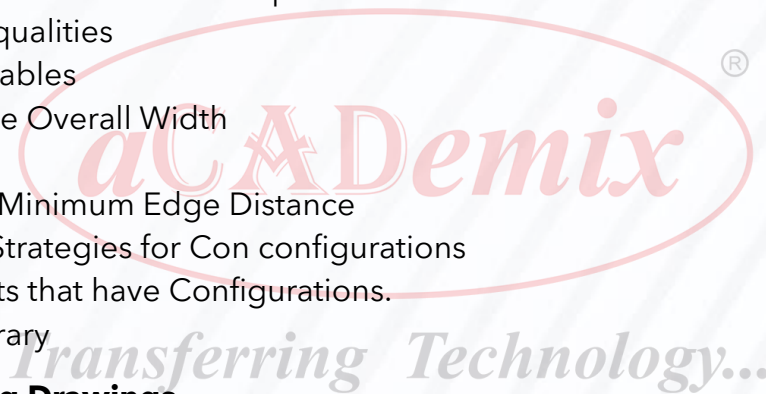 qualities
ables
e Overall Width
Minimum Edge Distance
Strategies for Con configurations
ts that have Configurations.
rary
g Drawings
aCADemix ®
Transferring Technology...